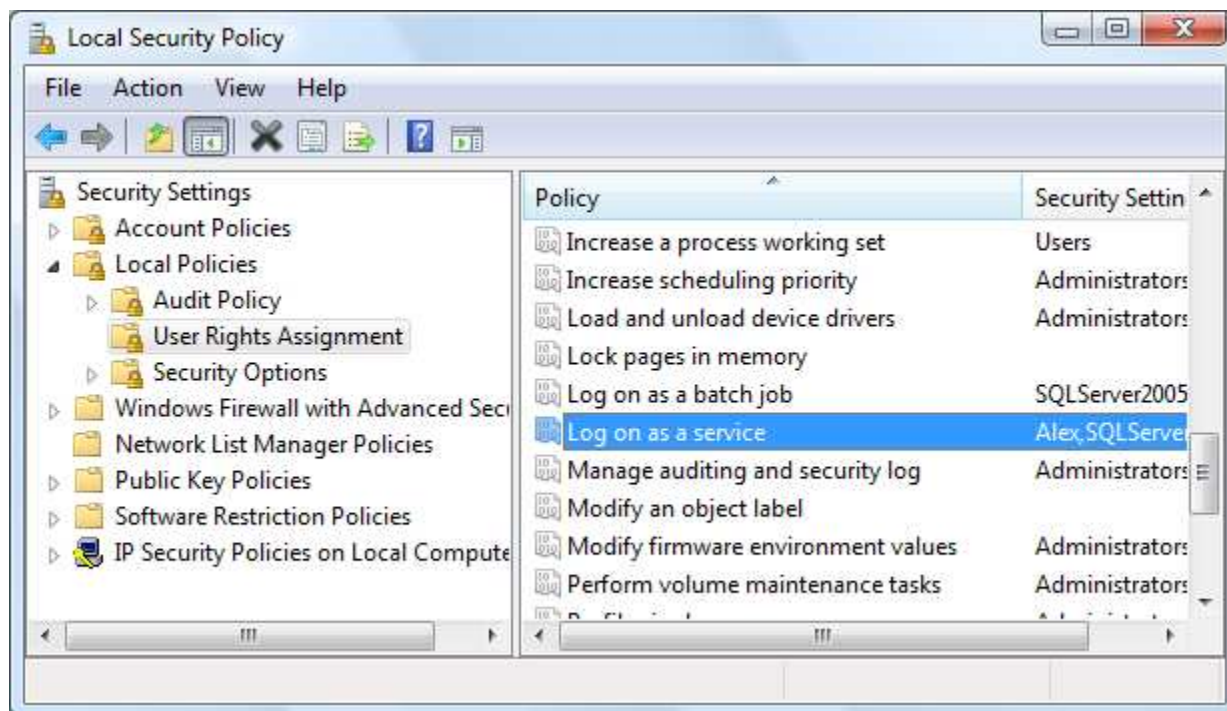 Local Security Policy
File Action View Help
Security Settings
Account Policies
Local Policies
Audit Policy
User Rights Assignment
Security Options
Windows Firewall with Advanced Sec
Network List Manager Policies
Public Key Policies
Software Restriction Policies
IP Security Policies on Local Compute
Policy Security Settin
Increase a process working set Users
Increase scheduling priority Administrators
Load and unload device drivers Administrators
Lock pages in memory
Log on as a batch job SQLServer2005
Log on as a service Alex,SQLServer
Manage auditing and security log Administrators
Modify an object label
Modify firmware environment values Administrators
Perform volume maintenance tasks Administrators